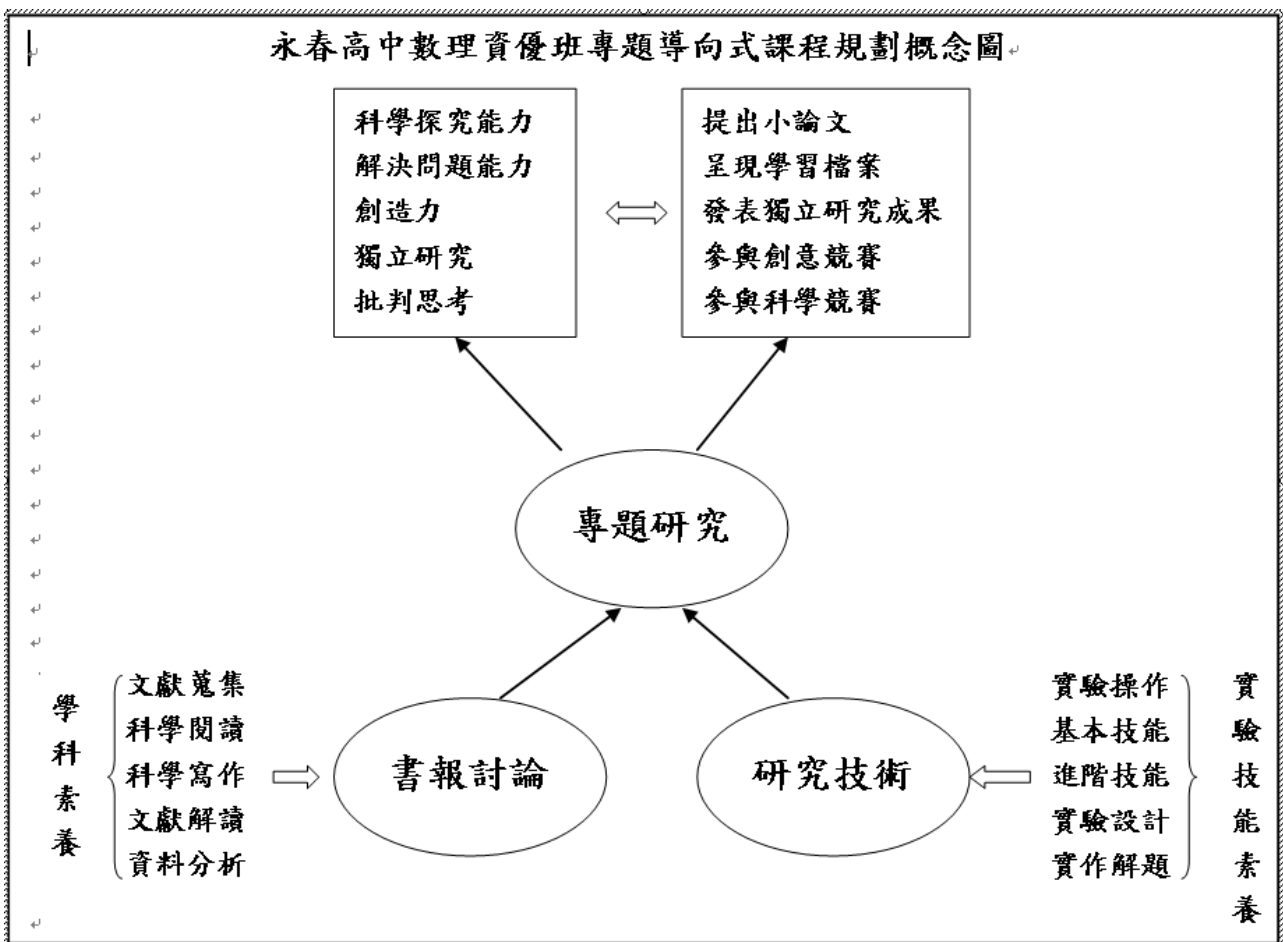 永春高中數理資優班專題導向式課程規劃概念圖
科學探究能力
解決問題能力
創造力
獨立研究
批判思考
提出小論文
呈現學習檔案
發表獨立研究成果
參與創意競賽
參與科學競賽
專題研究
學科素養
文獻蒐集
科學閱讀
科學寫作
文獻解讀
資料分析
書報討論
研究技術
實驗操作
基本技能
進階技能
實驗設計
實作解題
實驗技能素養